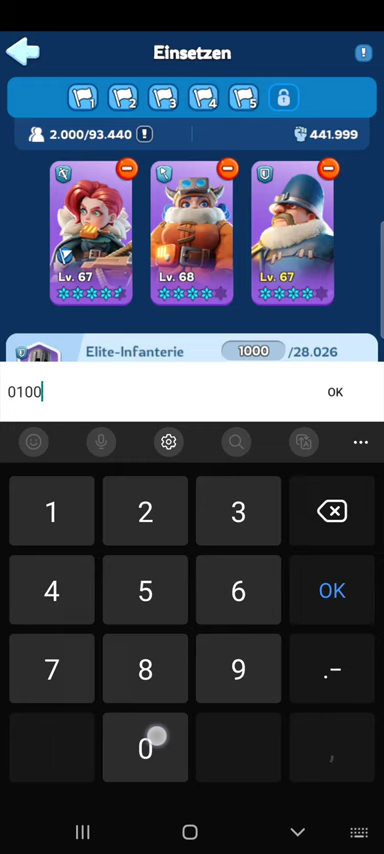 Einsetzen
!
1 2 3 4 5
2.000/93.440 ! 441.999
Lv. 67 Lv. 68 Lv. 67
Elite-Infanterie 1000 /28.026
0100 OK
1 2 3
4 5 6 OK
7 8 9 .-
0 ,